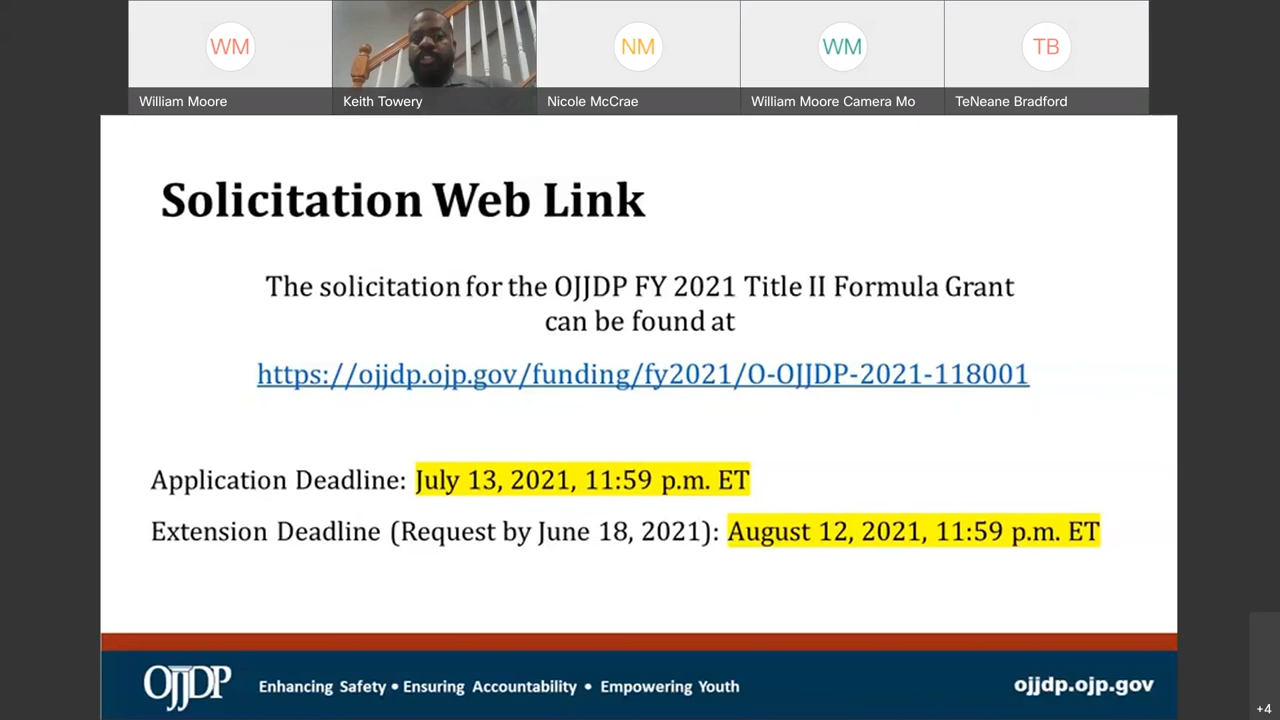 WM
NM
WM
TB
William Moore
Keith Towery
Nicole McCrae
William Moore Camera Mo
TeNeane Bradford
Solicitation Web Link
The solicitation for the OJJDP FY 2021 Title II Formula Grant
can be found at
https://ojjdp.ojp.gov/funding/fy2021/O-OJJDP-2021-118001
Application Deadline: July 13, 2021, 11:59 p.m. ET
Extension Deadline (Request by June 18, 2021): August 12, 2021, 11:59 p.m. ET
OJJDP
Enhancing Safety • Ensuring Accountability • Empowering Youth
ojjdp.ojp.gov
+4